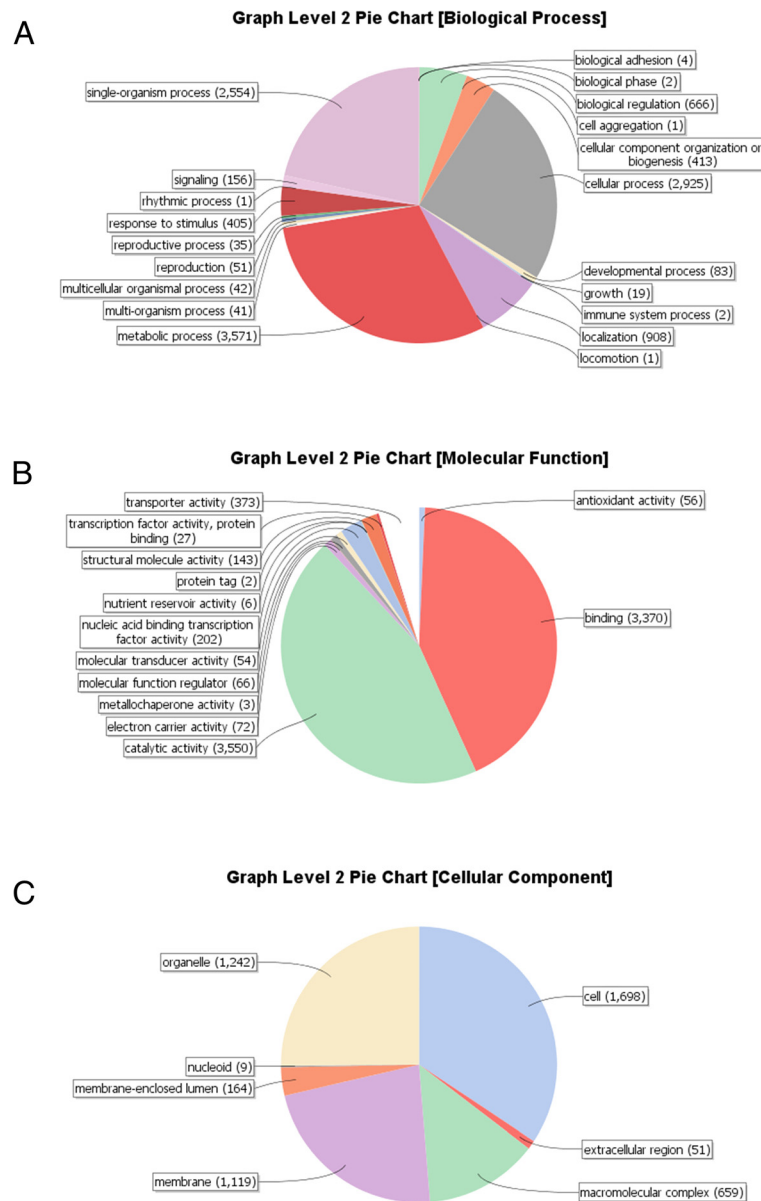 A
Graph Level 2 Pie Chart [Biological Process]
single-organism process (2,554)
signaling (156)
rhythmic process (1)
response to stimulus (405)
reproductive process (35)
reproduction (51)
multicellular organismal process (42)
multi-organism process (41)
metabolic process (3,571)
biological adhesion (4)
biological phase (2)
biological regulation (666)
cell aggregation (1)
cellular component organization or
biogenesis (413)
cellular process (2,925)
developmental process (83)
growth (19)
immune system process (2)
localization (908)
locomotion (1)
B
Graph Level 2 Pie Chart [Molecular Function]
transporter activity (373)
transcription factor activity, protein
binding (27)
structural molecule activity (143)
protein tag (2)
nutrient reservoir activity (6)
nucleic acid binding transcription
factor activity (202)
molecular transducer activity (54)
molecular function regulator (66)
metallochaperone activity (3)
electron carrier activity (72)
catalytic activity (3,550)
antioxidant activity (56)
binding (3,370)
C
Graph Level 2 Pie Chart [Cellular Component]
organelle (1,242)
nucleoid (9)
membrane-enclosed lumen (164)
membrane (1,119)
cell (1,698)
extracellular region (51)
macromolecular complex (659)